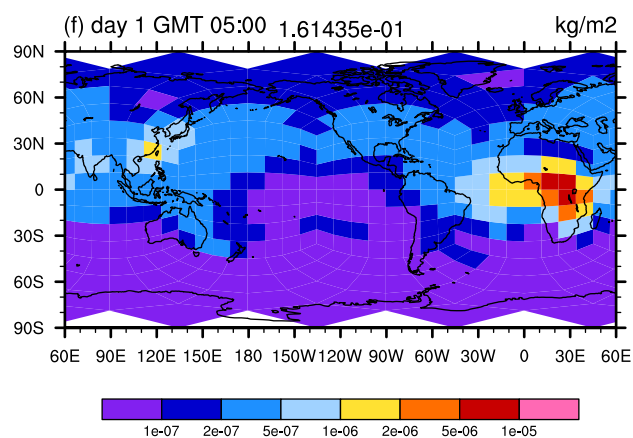 (f) day 1 GMT 05:00 1.61435e-01 kg/m2
90N
60N
30N
0
30S
60S
90S
60E 90E 120E 150E 180 150W 120W 90W 60W 30W 0 30E 60E
1e-07 2e-07 5e-07 1e-06 2e-06 5e-06 1e-05